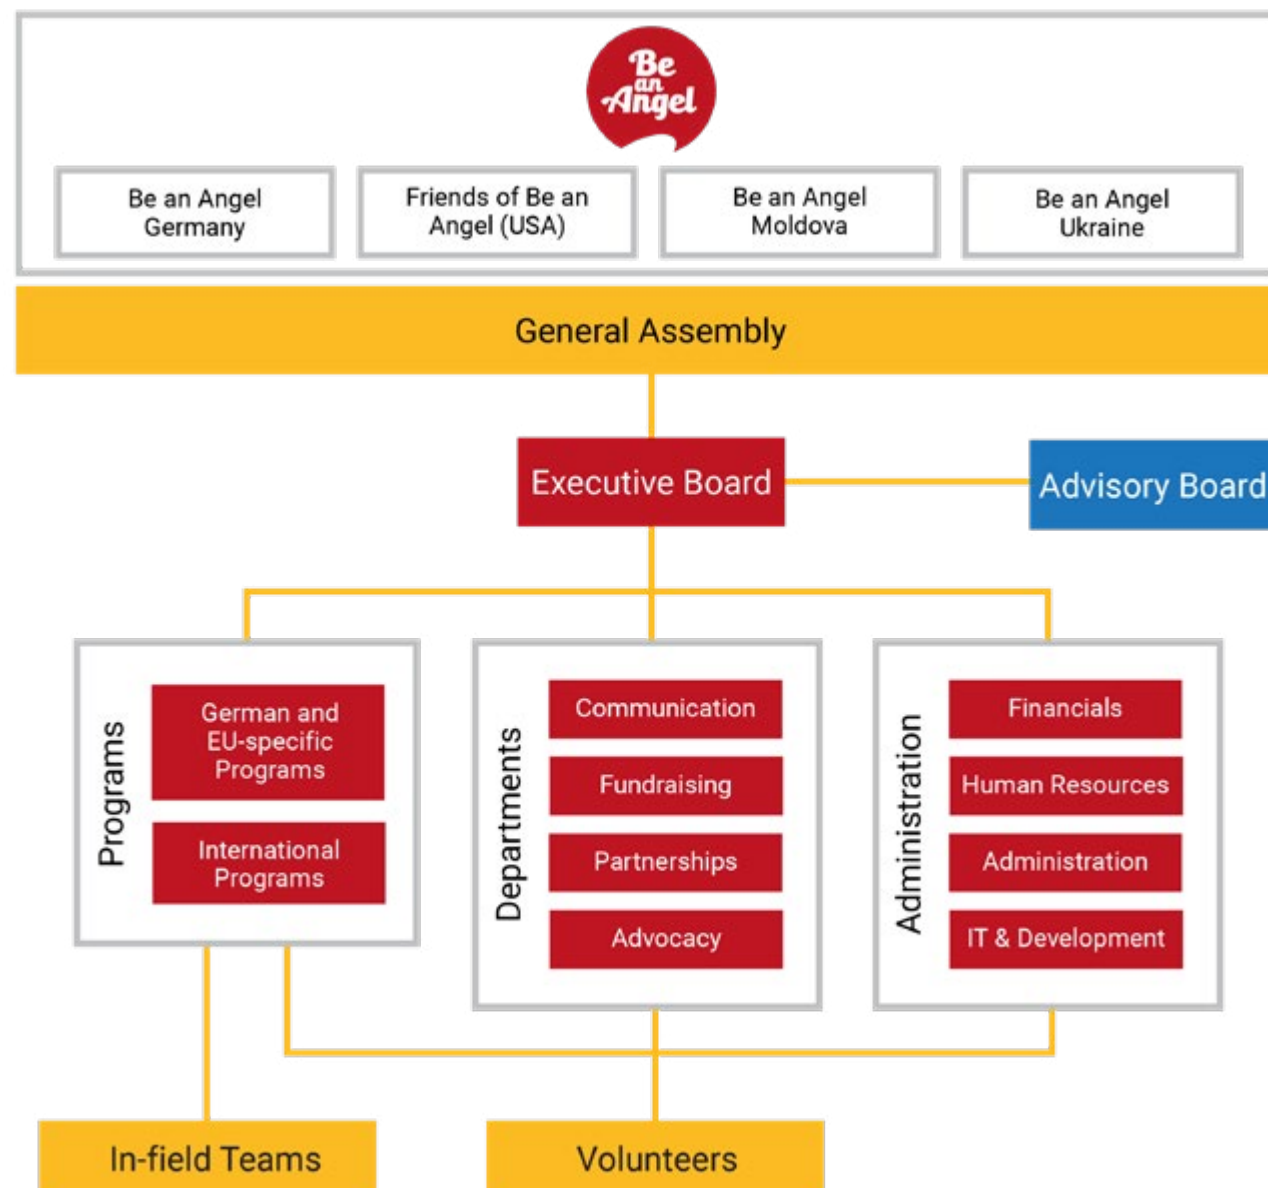 Be
an
Angel
Be an Angel
Germany
Friends of Be an
Angel (USA)
Be an Angel
Moldova
Be an Angel
Ukraine
General Assembly
Executive Board
Advisory Board
Programs
German and
EU-specific
Programs
International
Programs
Departments
Communication
Fundraising
Partnerships
Advocacy
Administration
Financials
Human Resources
Administration
IT & Development
In-field Teams
Volunteers